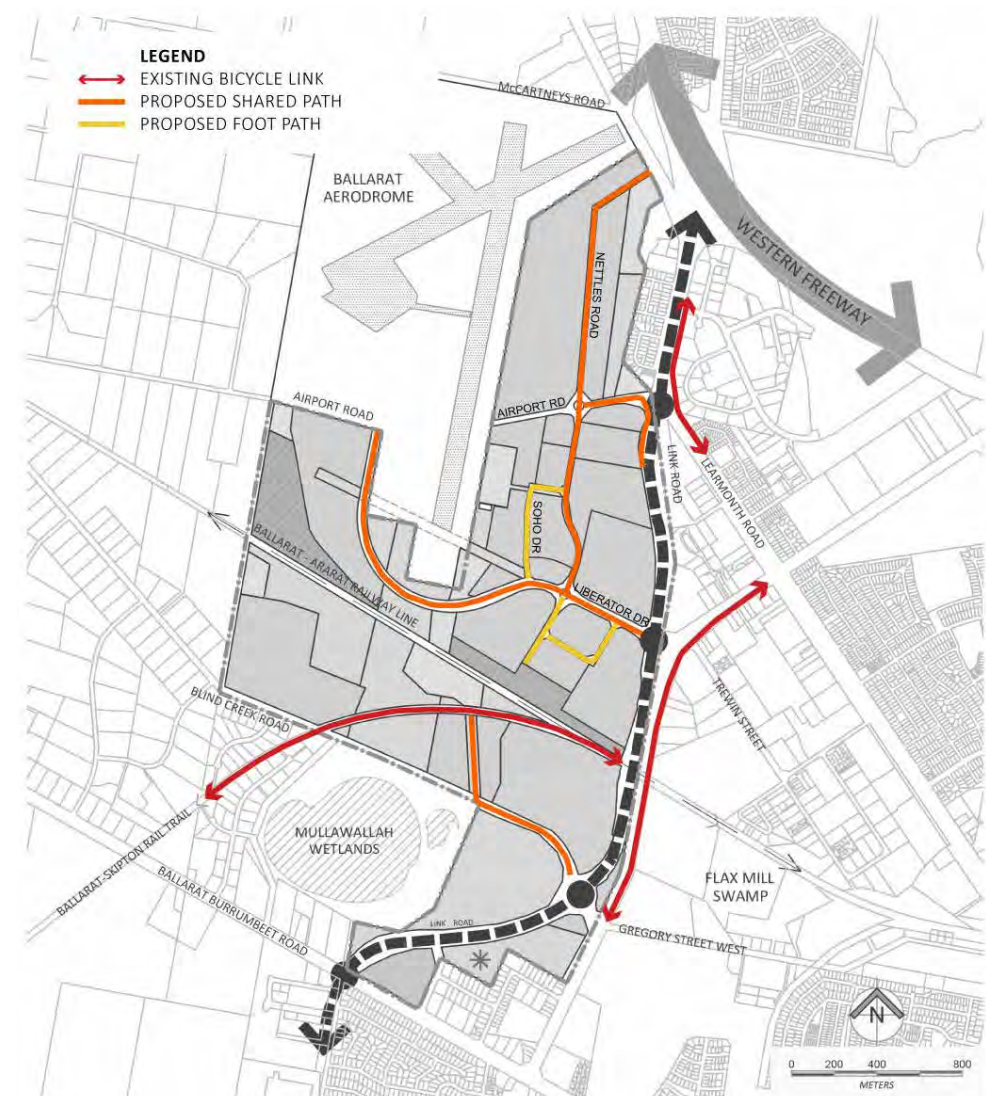 LEGEND
EXISTING BICYCLE LINK
PROPOSED SHARED PATH
PROPOSED FOOT PATH
McCARTNEYS ROAD
BALLARAT
AERODROME
WESTERN FREEWAY
NETTLES ROAD
AIRPORT ROAD
AIRPORT RD
LINK ROAD
LEARMONTH ROAD
SOHO DR
BALLARAT - ARARAT RAILWAY LINE
LIBERATOR DR
TREWIN STREET
BLIND CREEK ROAD
BALLARAT-SKIPTON RAIL TRAIL
MULLAWALLAH
WETLANDS
FLAX MILL
SWAMP
BALLARAT BURRUMBEET ROAD
LINK ROAD
GREGORY STREET WEST
N
0 200 400 800
METERS